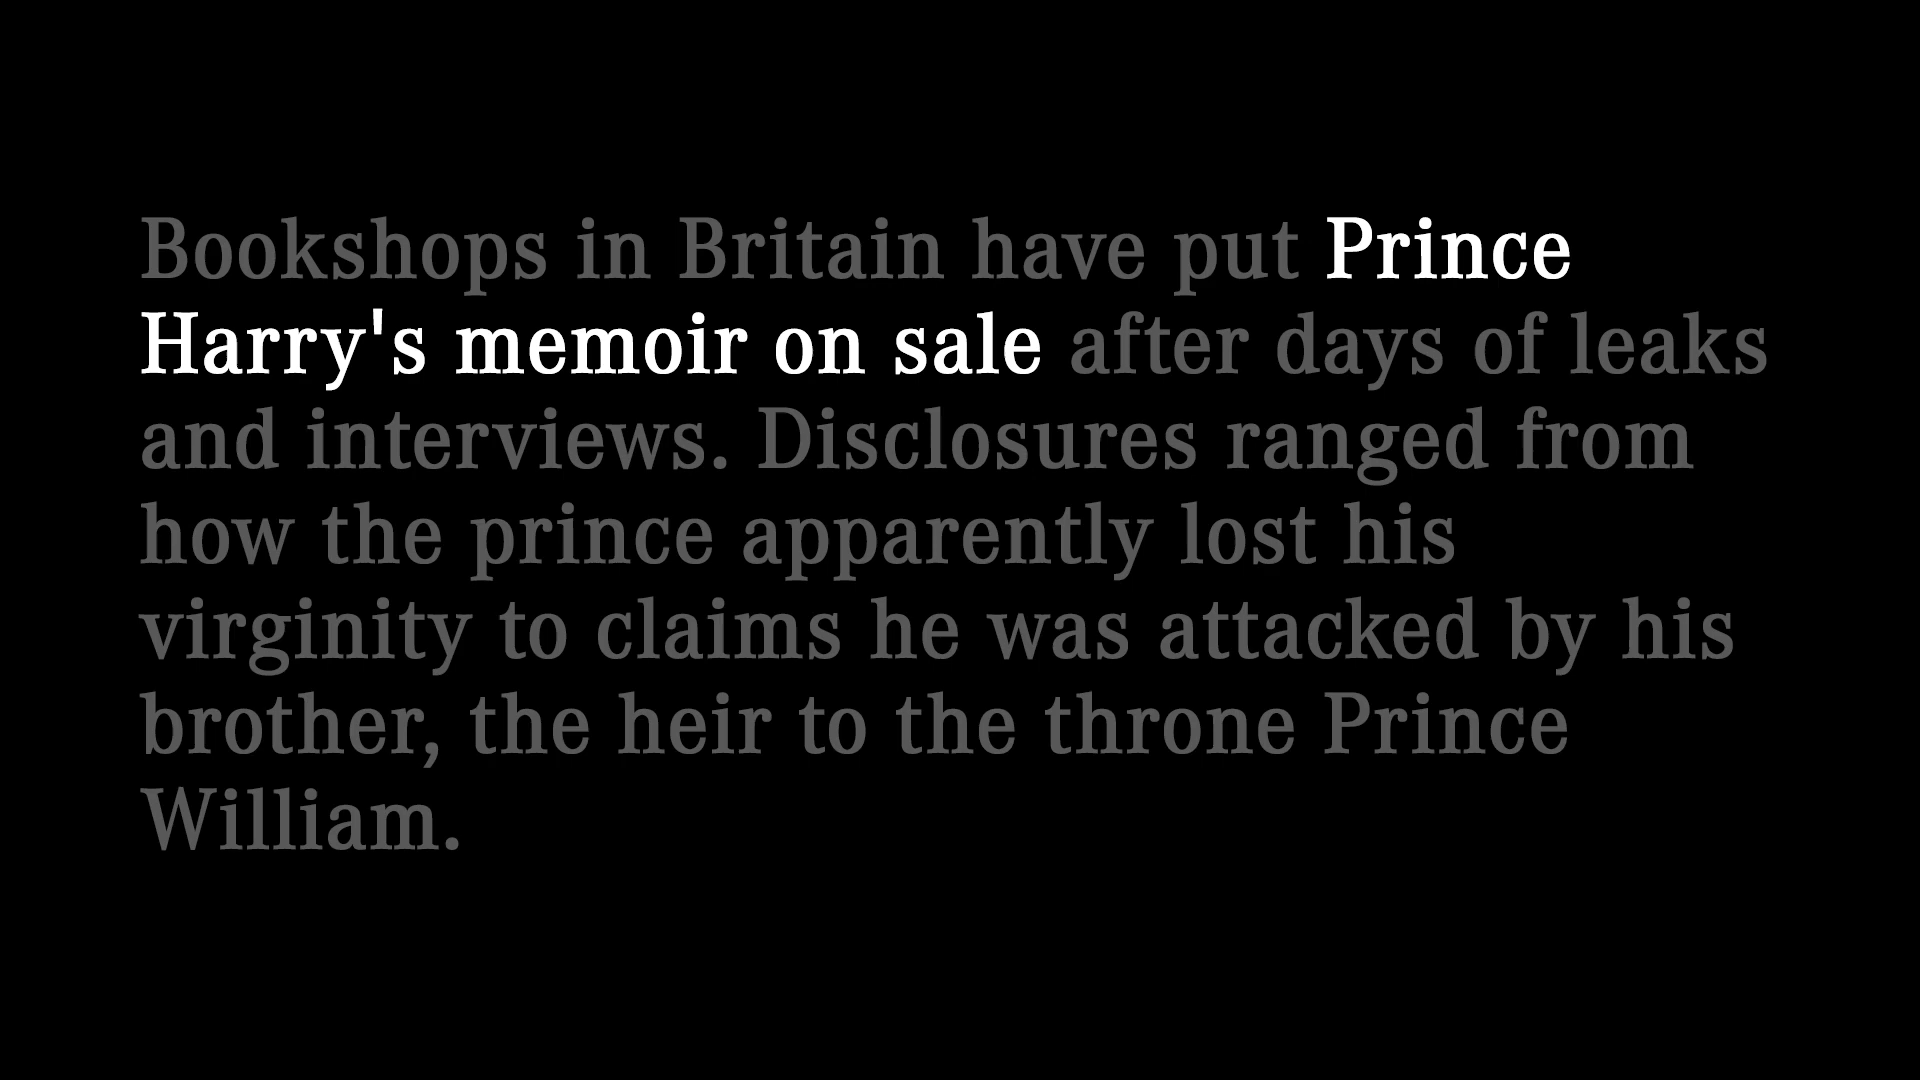 Bookshops in Britain have put Prince
Harry's memoir on sale after days of leaks
and interviews. Disclosures ranged from
how the prince apparently lost his
virginity to claims he was attacked by his
brother, the heir to the throne Prince
William.